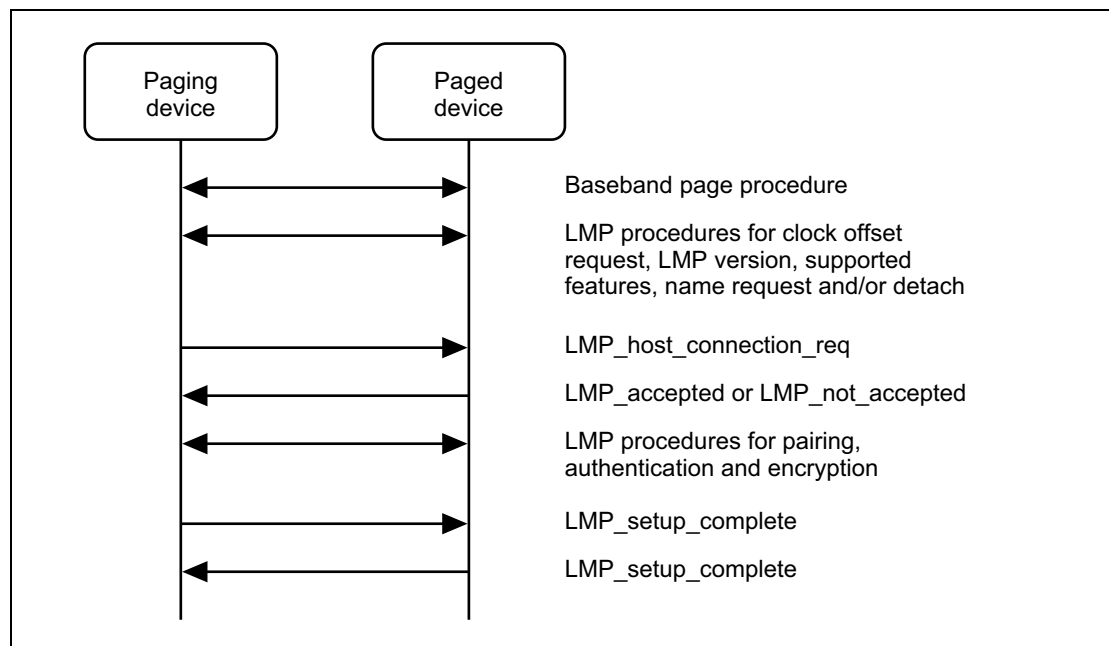 Paging
device
Paged
device
Baseband page procedure
LMP procedures for clock offset
request, LMP version, supported
features, name request and/or detach
LMP_host_connection_req
LMP_accepted or LMP_not_accepted
LMP procedures for pairing,
authentication and encryption
LMP_setup_complete
LMP_setup_complete